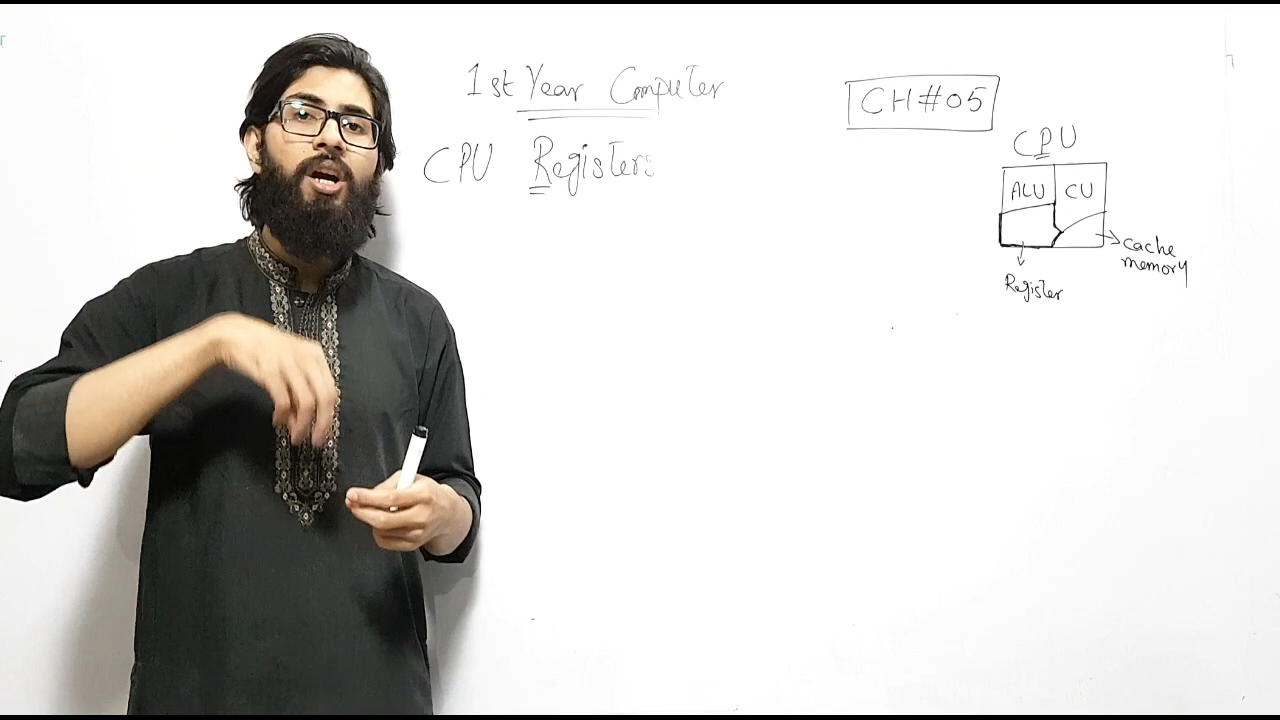 1st Year Computer
CH#05
CPU Registers
CPU
ALU CU
cache
memory
Register